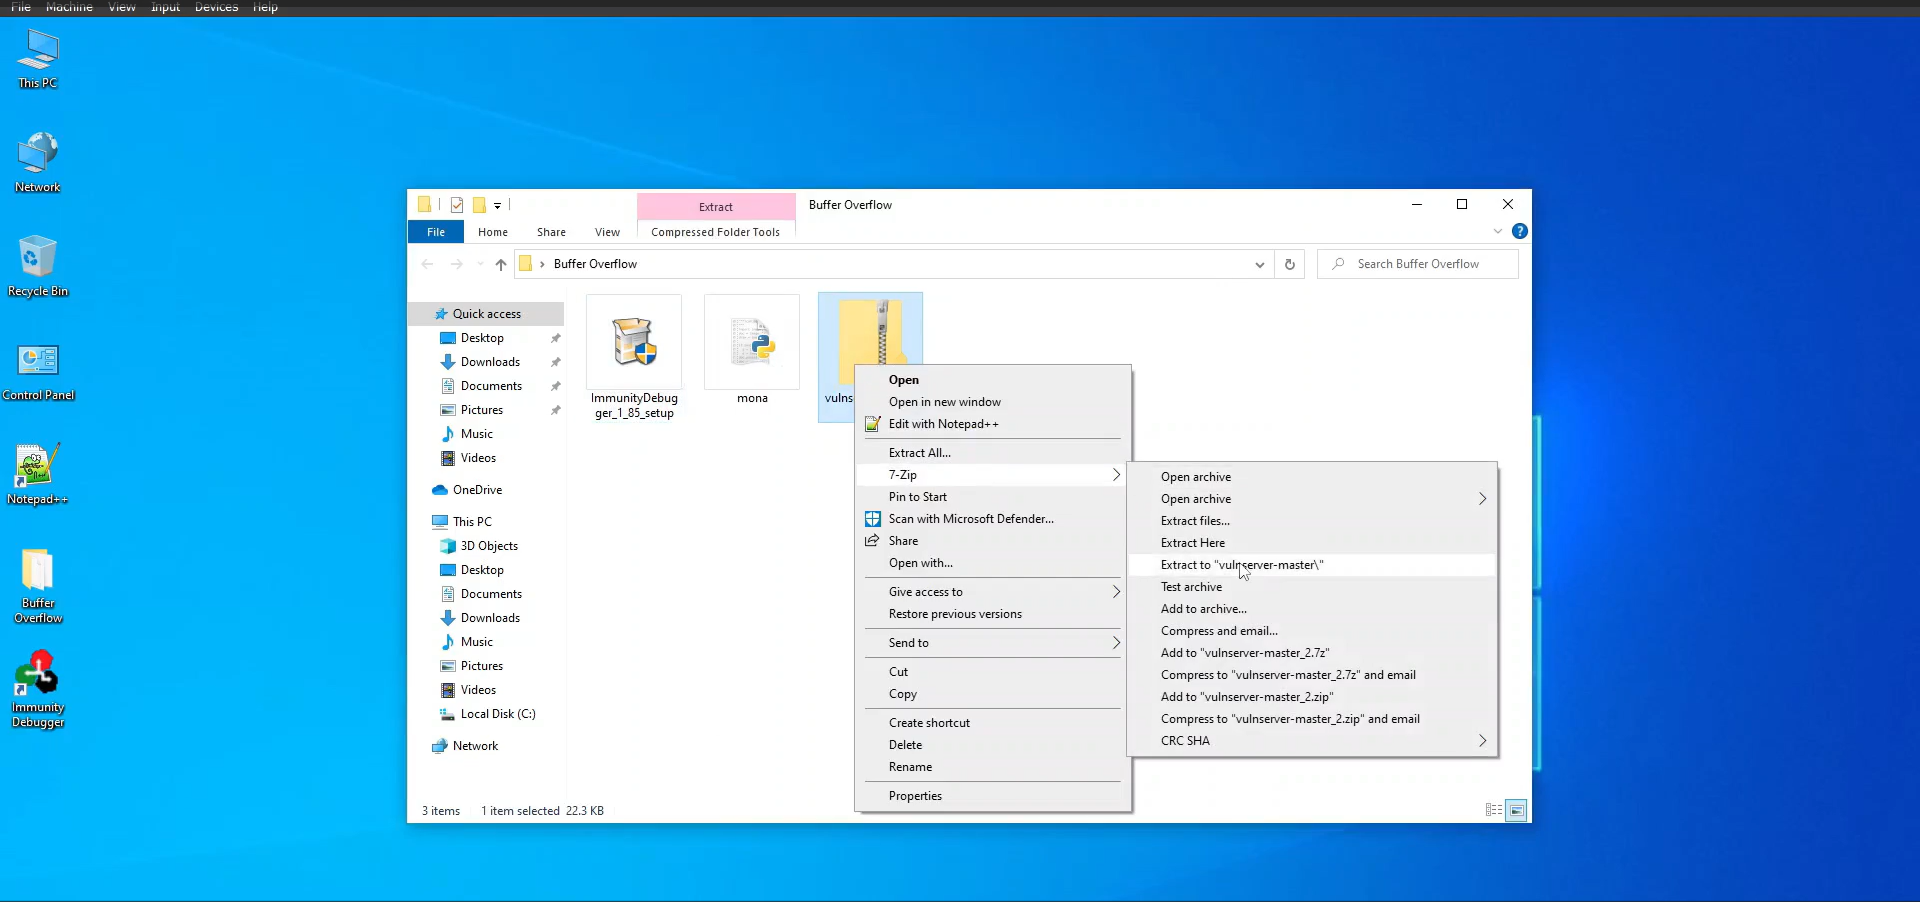 File Machine View Input Devices Help
This PC
Network
Recycle Bin
Control Panel
Notepad++
Buffer
Overflow
Immunity
Debugger
Extract
Buffer Overflow
File Home Share View Compressed Folder Tools
Buffer Overflow
Search Buffer Overflow
Quick access
Desktop
Downloads
Documents
Pictures
Music
Videos
OneDrive
This PC
3D Objects
Desktop
Documents
Downloads
Music
Pictures
Videos
Local Disk (C:)
Network
ImmunityDebug
ger_1_85_setup
mona
vulns
Open
Open in new window
Edit with Notepad++
Extract All...
7-Zip
Pin to Start
Scan with Microsoft Defender...
Share
Open with...
Give access to
Restore previous versions
Send to
Cut
Copy
Create shortcut
Delete
Rename
Properties
Open archive
Open archive
Extract files...
Extract Here
Extract to "vulnserver-master\"
Test archive
Add to archive...
Compress and email...
Add to "vulnserver-master_2.7z"
Compress to "vulnserver-master_2.7z" and email
Add to "vulnserver-master_2.zip"
Compress to "vulnserver-master_2.zip" and email
CRC SHA
3 items 1 item selected 22.3 KB